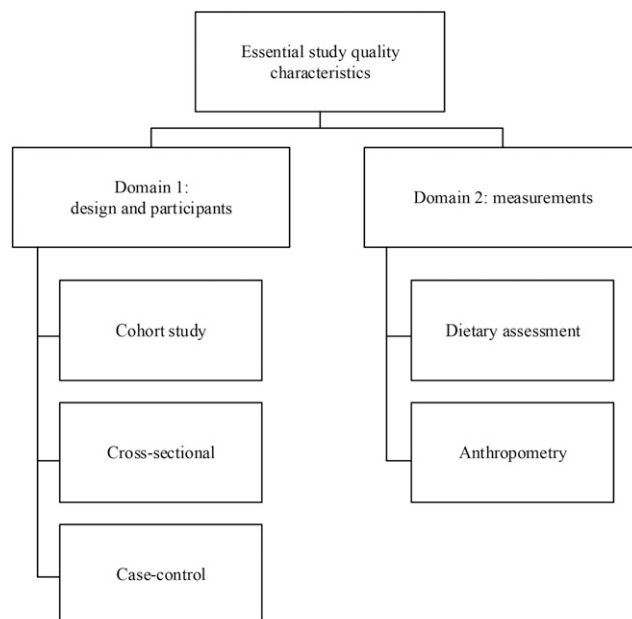 Essential study quality
characteristics
Domain 1:
design and participants
Domain 2: measurements
Cohort study
Dietary assessment
Cross-sectional
Anthropometry
Case-control